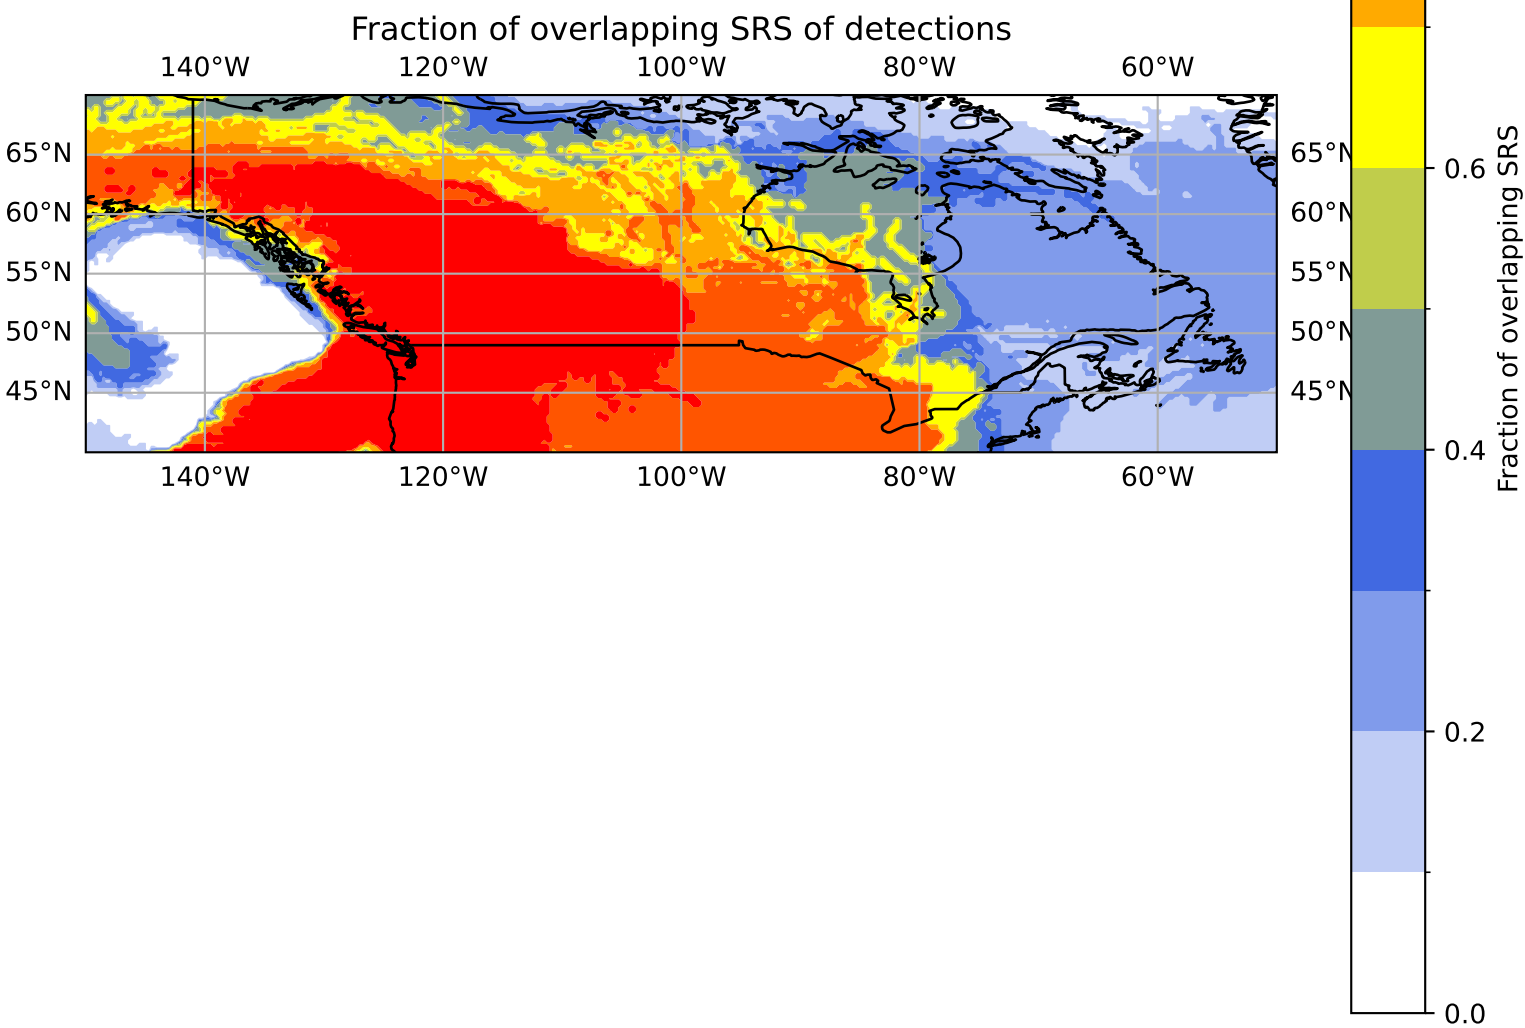 Fraction of overlapping SRS of detections
140°W 120°W 100°W 80°W 60°W
65°N 65°N
60°N 60°N
55°N 55°N
50°N 50°N
45°N 45°N
140°W 120°W 100°W 80°W 60°W
0.6
0.4
0.2
0.0
Fraction of overlapping SRS